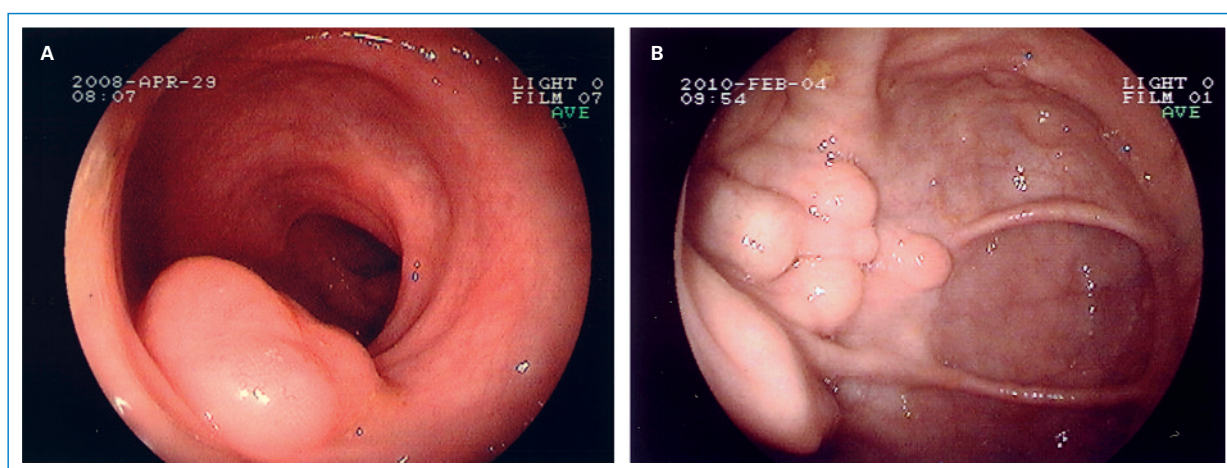 A
2008-APR-29
08:07
LIGHT 0
FILM 07
AVE
B
2010-FEB-04
09:54
LIGHT 0
FILM 01
AVE